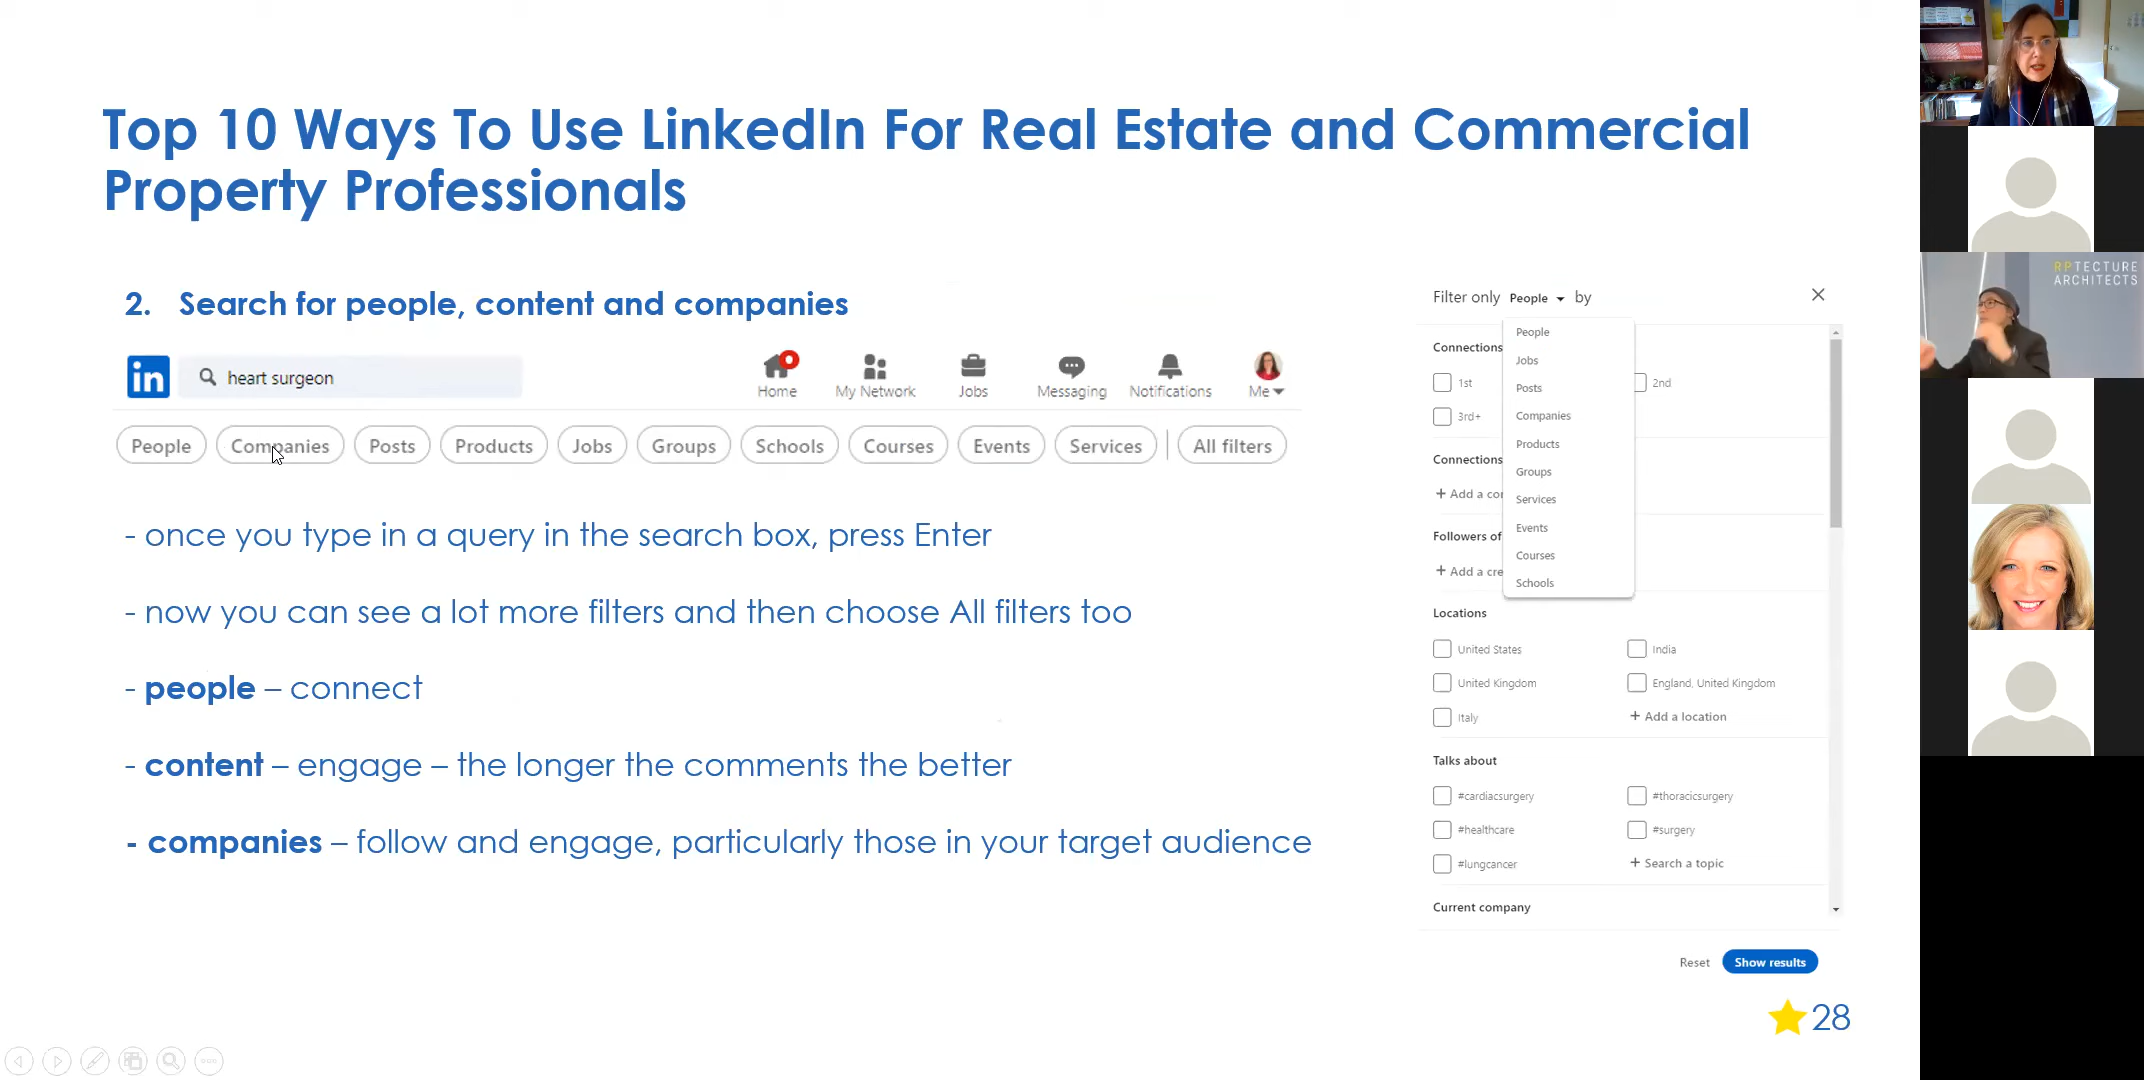 Top 10 Ways To Use LinkedIn For Real Estate and Commercial
Property Professionals
2. Search for people, content and companies
in
heart surgeon
Home
My Network
Jobs
Messaging
Notifications
Me
People
Companies
Posts
Products
Jobs
Groups
Schools
Courses
Events
Services
All filters
- once you type in a query in the search box, press Enter
- now you can see a lot more filters and then choose All filters too
- people – connect
- content – engage – the longer the comments the better
- companies – follow and engage, particularly those in your target audience
Filter only People by
People
Jobs
Posts
Companies
Products
Groups
Services
Events
Courses
Schools
Connections
1st
2nd
3rd+
Connections
+ Add a co
Followers of
+ Add a cre
Locations
United States
India
United Kingdom
England, United Kingdom
Italy
+ Add a location
Talks about
#cardiacsurgery
#thoracicsurgery
#healthcare
#surgery
#lungcancer
+ Search a topic
Current company
Reset
Show results
28
RPTECTURE
ARCHITECTS